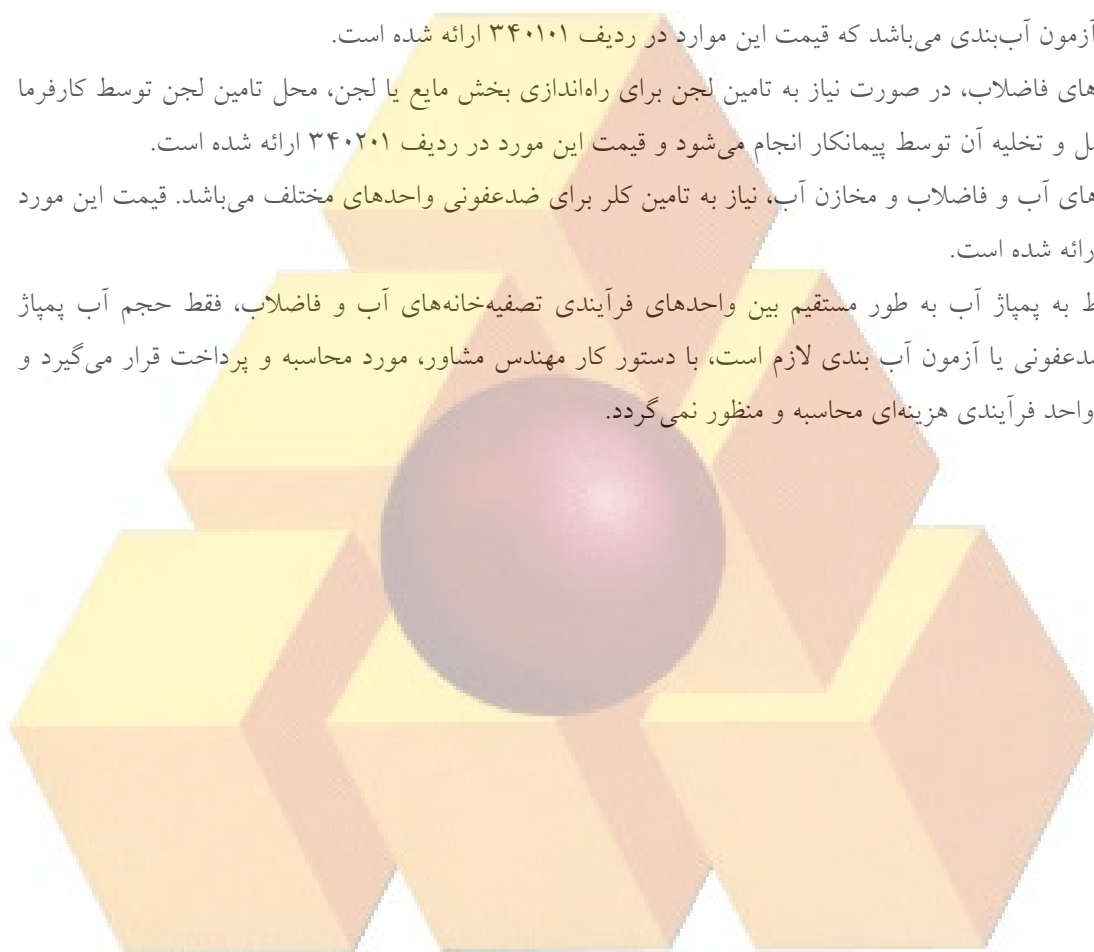 آزمون آب‌بندی می‌باشد که قیمت این موارد در ردیف ۳۴۰۱۰۱ ارائه شده است.
های فاضلاب، در صورت نیاز به تامین لجن برای راه‌اندازی بخش مایع یا لجن، محل تامین لجن توسط کارفرما
ل و تخلیه آن توسط پیمانکار انجام می‌شود و قیمت این مورد در ردیف ۳۴۰۲۰۱ ارائه شده است.
های آب و فاضلاب و مخازن آب، نیاز به تامین کلر برای ضدعفونی واحدهای مختلف می‌باشد. قیمت این مورد
رائه شده است.
ط به پمپاژ آب به طور مستقیم بین واحدهای فرآیندی تصفیه‌خانه‌های آب و فاضلاب، فقط حجم آب پمپاژ
دعفونی یا آزمون آب بندی لازم است، با دستور کار مهندس مشاور، مورد محاسبه و پرداخت قرار می‌گیرد و
واحد فرآیندی هزینه‌ای محاسبه و منظور نمی‌گردد.